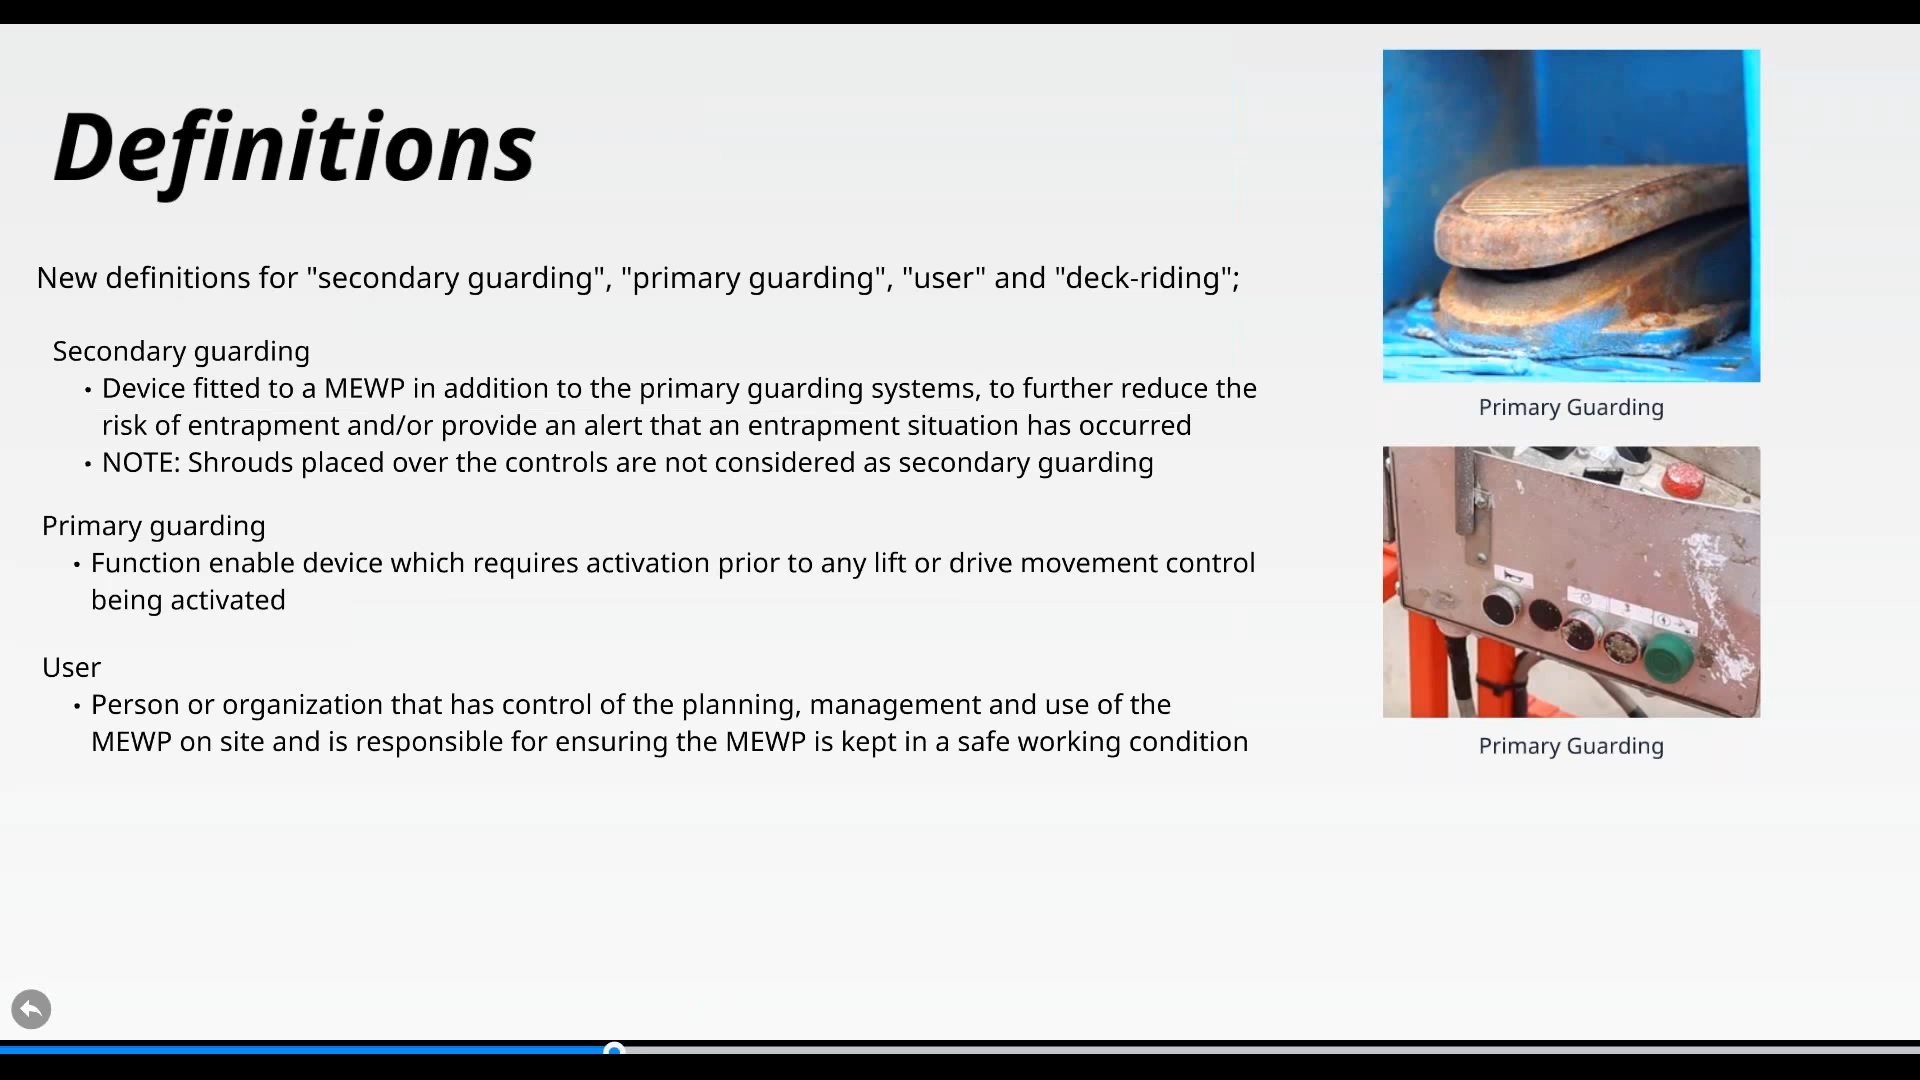 Definitions
New definitions for "secondary guarding", "primary guarding", "user" and "deck-riding";
Secondary guarding
• Device fitted to a MEWP in addition to the primary guarding systems, to further reduce the
risk of entrapment and/or provide an alert that an entrapment situation has occurred
• NOTE: Shrouds placed over the controls are not considered as secondary guarding
Primary guarding
• Function enable device which requires activation prior to any lift or drive movement control
being activated
User
• Person or organization that has control of the planning, management and use of the
MEWP on site and is responsible for ensuring the MEWP is kept in a safe working condition
Primary Guarding
Primary Guarding